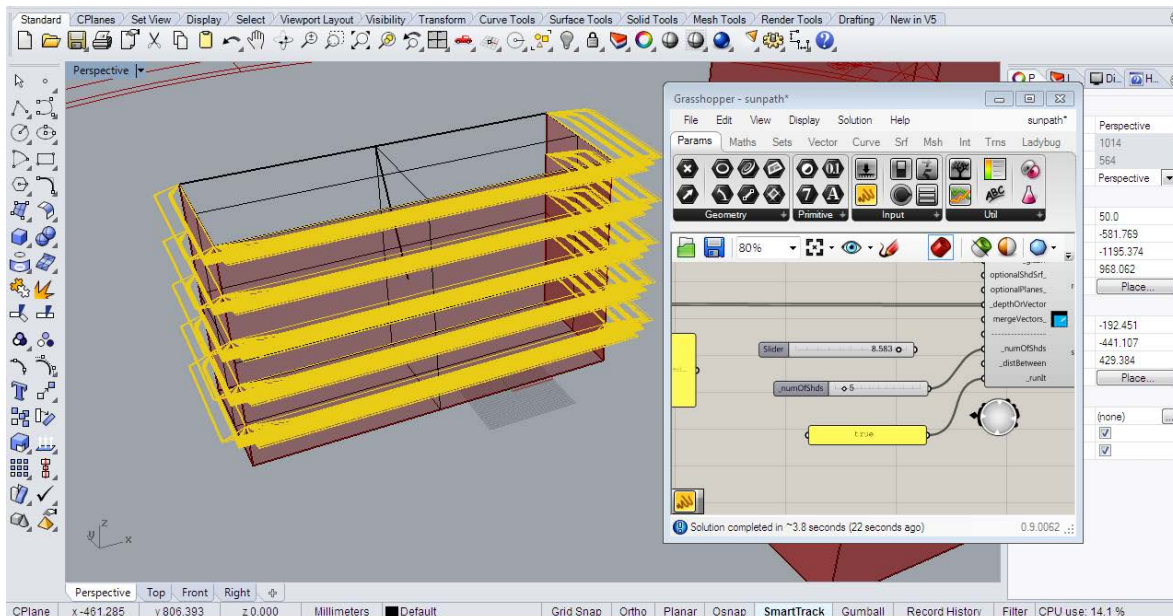 Standard CPlanes Set View Display Select Viewport Layout Visibility Transform Curve Tools Surface Tools Solid Tools Mesh Tools Render Tools Drafting New in V5
Perspective
P... L... Di... H...
Perspective
1014
564
Perspective
50.0
-581.769
-1195.374
968.062
Place...
-192.451
-441.107
429.384
Place...
(none)
Grasshopper - sunpath*
File Edit View Display Solution Help sunpath*
Params Maths Sets Vector Curve Srf Msh Int Trns Ladybug
Geometry Primitive Input Util
80%
optionalShdSrf_
optionalPlanes_
_depthOrVector
mergeVectors_
_numOfShds
_distBetween
_runIt
Slider 8.583
_numOfShds 5
true
Solution completed in ~3.8 seconds (22 seconds ago) 0.9.0062
z
y x
Perspective Top Front Right
CPlane x -461.285 y 806.393 z 0.000 Millimeters Default Grid Snap Ortho Planar Osnap SmartTrack Gumball Record History Filter CPU use: 14.1 %